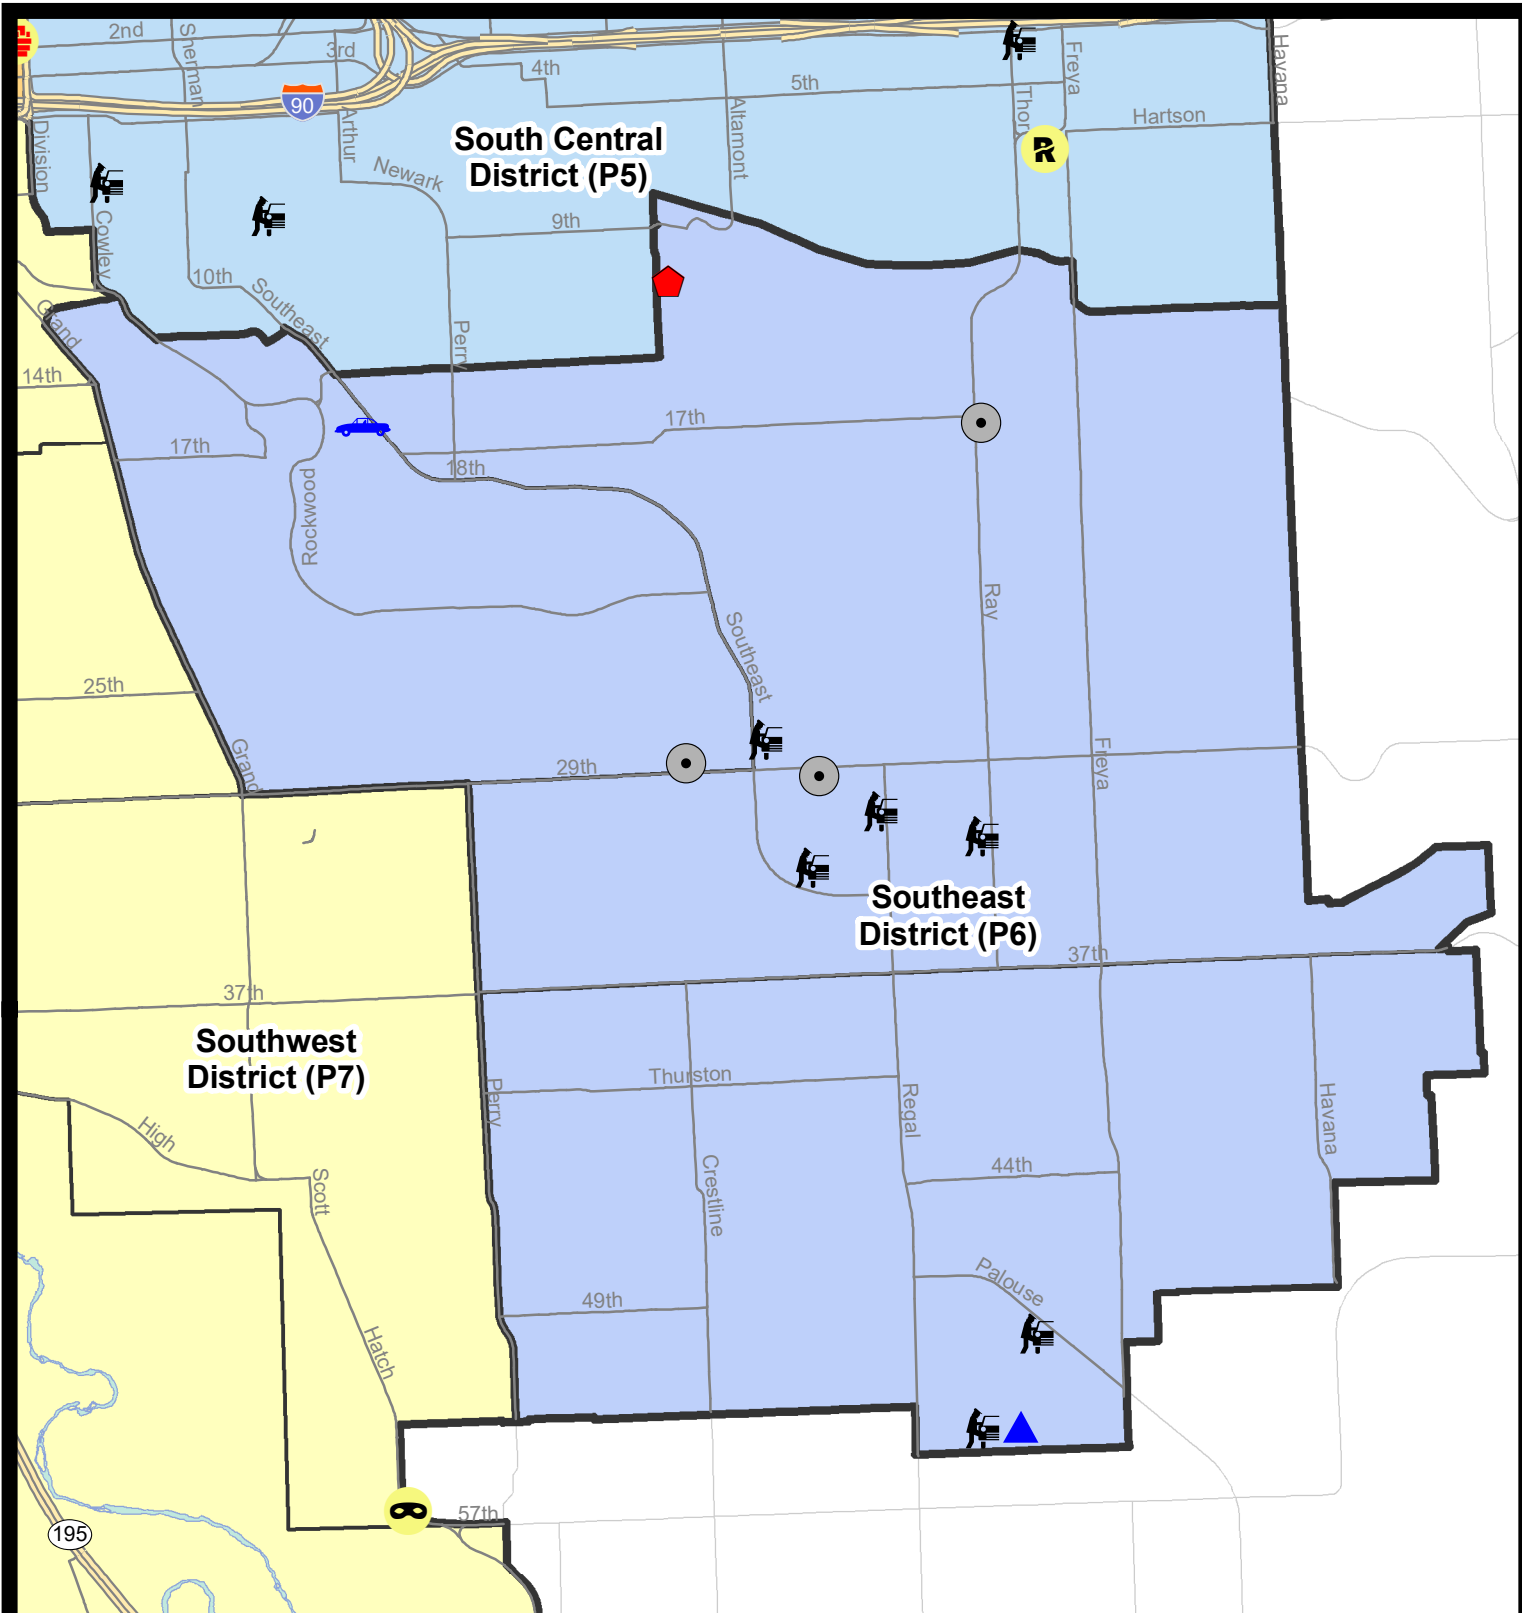 2nd
Sherman
3rd
4th
5th
Thor
Freya
Havana
90
Division
Arthur
Altamont
Hartson
South Central
District (P5)
R
Newark
Cowley
9th
10th
Southeast
Grand
Perry
14th
17th
17th
18th
Rockwood
Ray
Southeast
25th
Grand
29th
Freya
Southeast
District (P6)
37th
37th
Southwest
District (P7)
Thurston
Perry
Regal
Havana
High
Scott
Crestline
44th
Palouse
49th
Hatch
57th
195